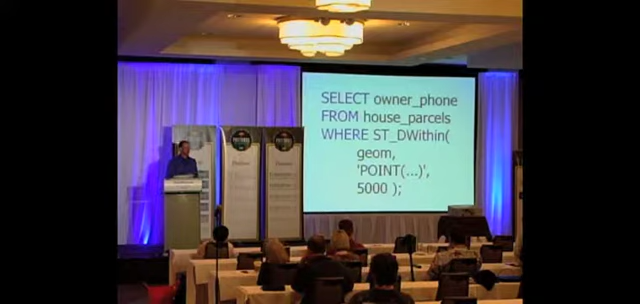 SELECT owner_phone
FROM house_parcels
WHERE ST_DWithin(
geom,
'POINT(...)',
5000 );